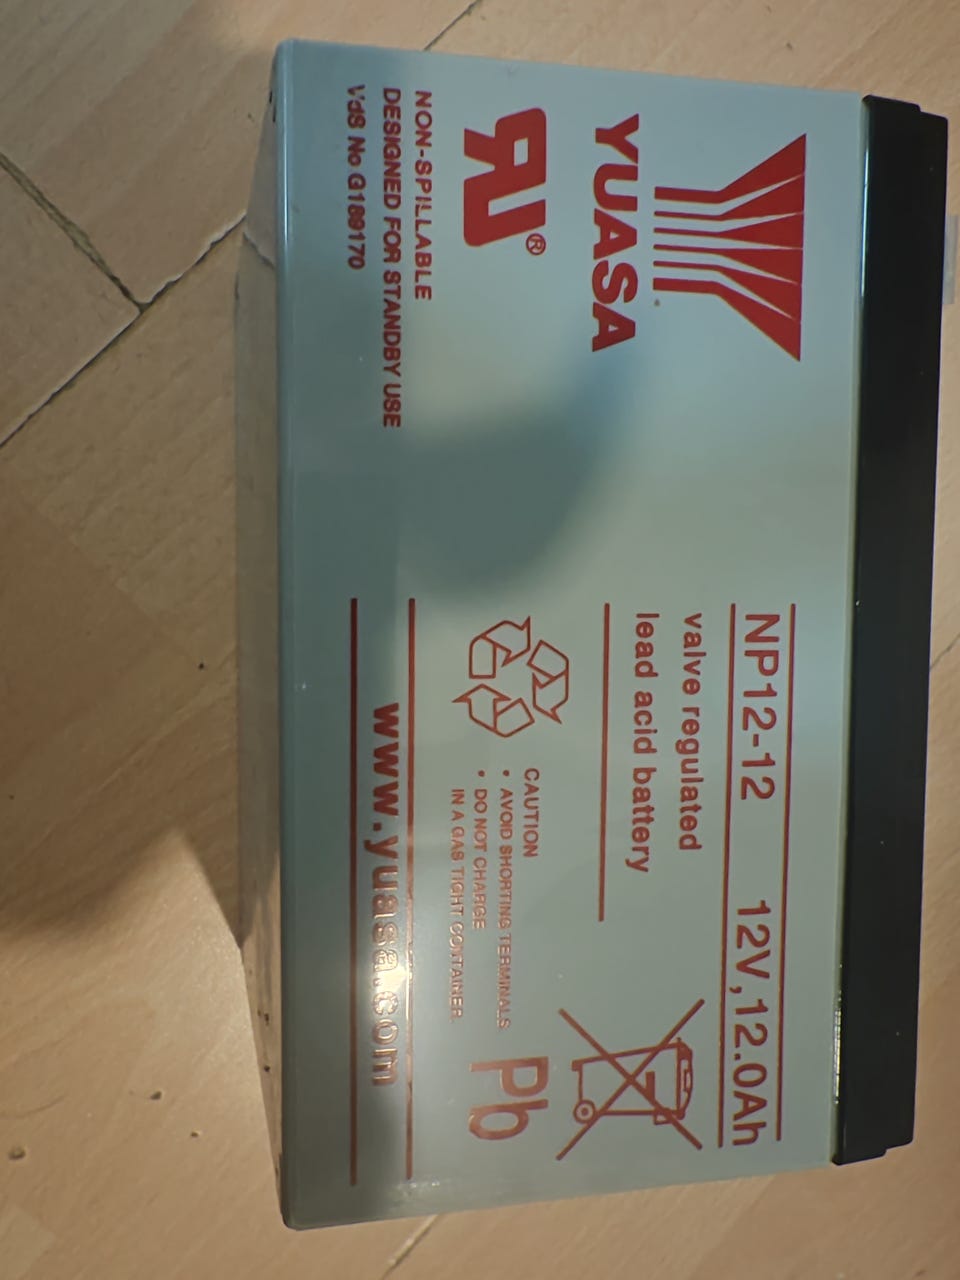 YUASA
®
NON-SPILLABLE
DESIGNED FOR STANDBY USE
VdS No G189170
NP12-12 12V,12.0Ah
valve regulated
lead acid battery
CAUTION
• AVOID SHORTING TERMINALS
• DO NOT CHARGE
IN A GAS TIGHT CONTAINER.
Pb
www.yuasa.com